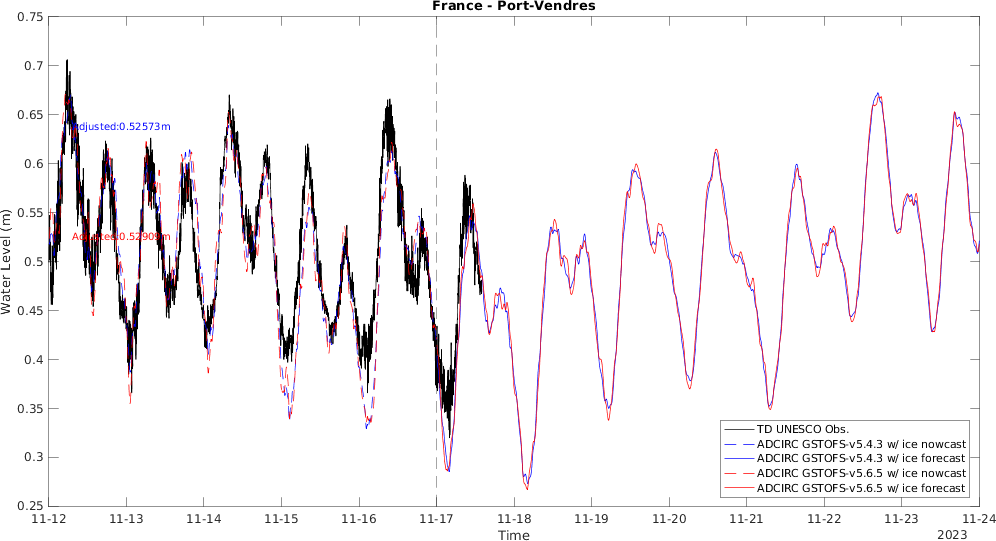 France - Port-Vendres
0.75
0.7
0.65
0.6
0.55
0.5
0.45
0.4
0.35
0.3
0.25
Water Level (m)
Adjusted:0.52573m
Adjusted:0.52909m
TD UNESCO Obs.
ADCIRC GSTOFS-v5.4.3 w/ ice nowcast
ADCIRC GSTOFS-v5.4.3 w/ ice forecast
ADCIRC GSTOFS-v5.6.5 w/ ice nowcast
ADCIRC GSTOFS-v5.6.5 w/ ice forecast
11-12 11-13 11-14 11-15 11-16 11-17 11-18 11-19 11-20 11-21 11-22 11-23 11-24
Time
2023